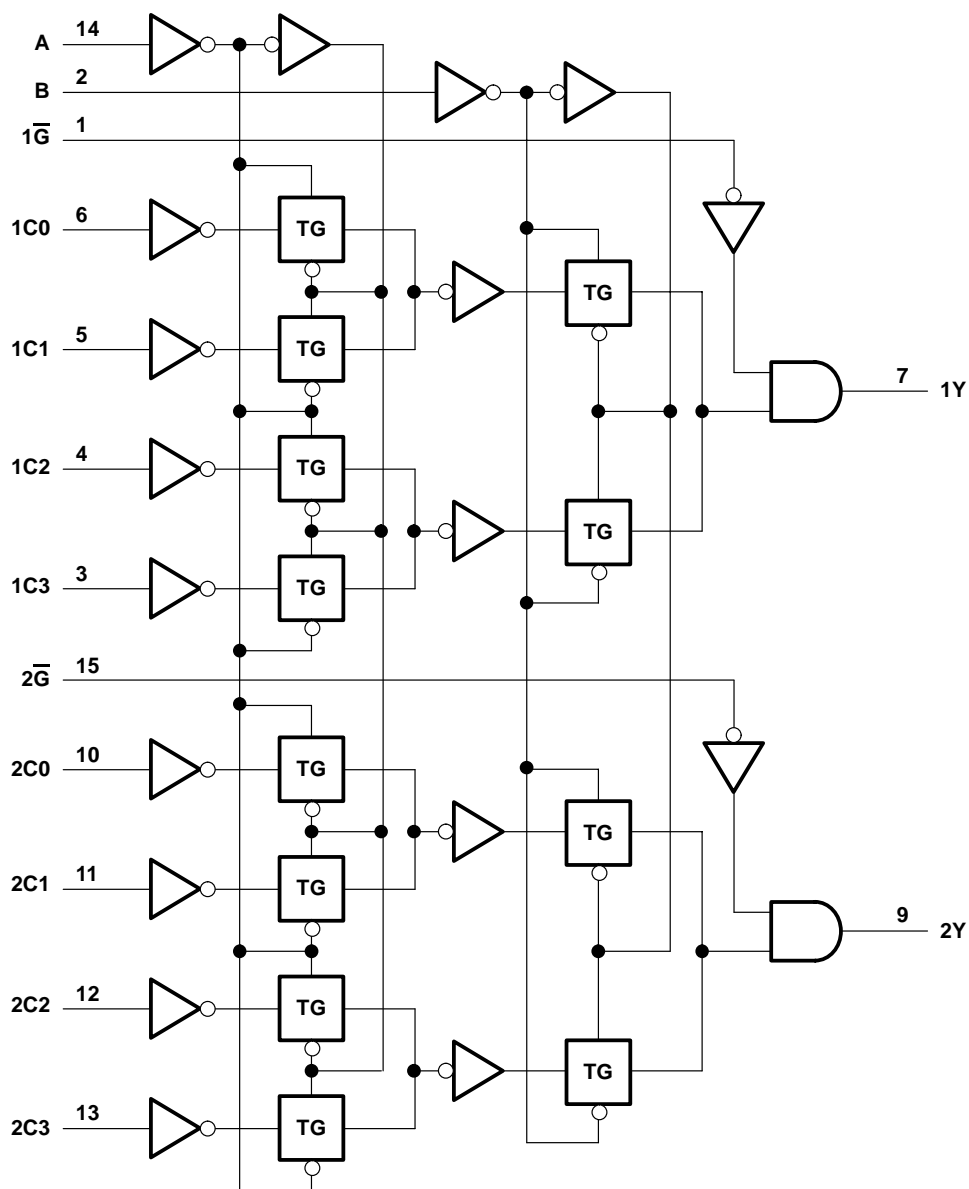 A 14
B 2
1G̅ 1
1C0 6 TG
TG
1C1 5 TG
7 1Y
1C2 4 TG
TG
1C3 3 TG
2G̅ 15
2C0 10 TG
TG
2C1 11 TG
9 2Y
2C2 12 TG
TG
2C3 13 TG